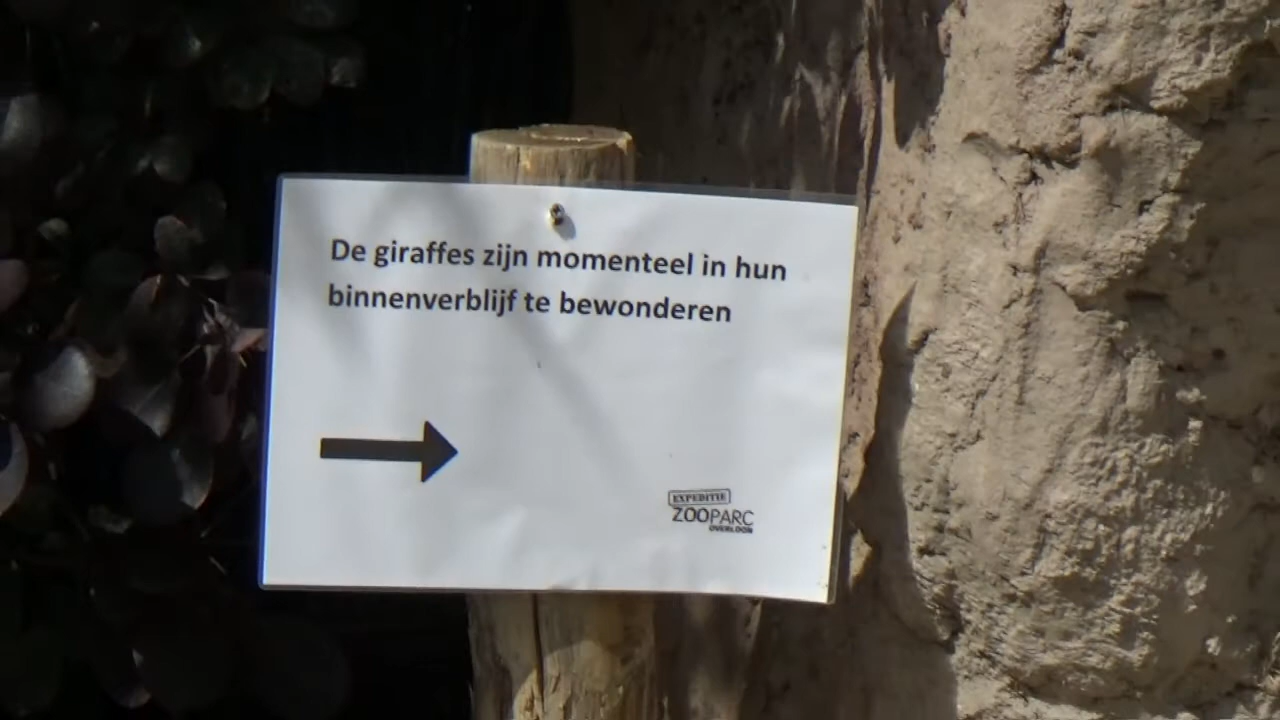 De giraffes zijn momenteel in hun
binnenverblijf te bewonderen
EXPEDITIE
ZOOPARC
OVERLOON